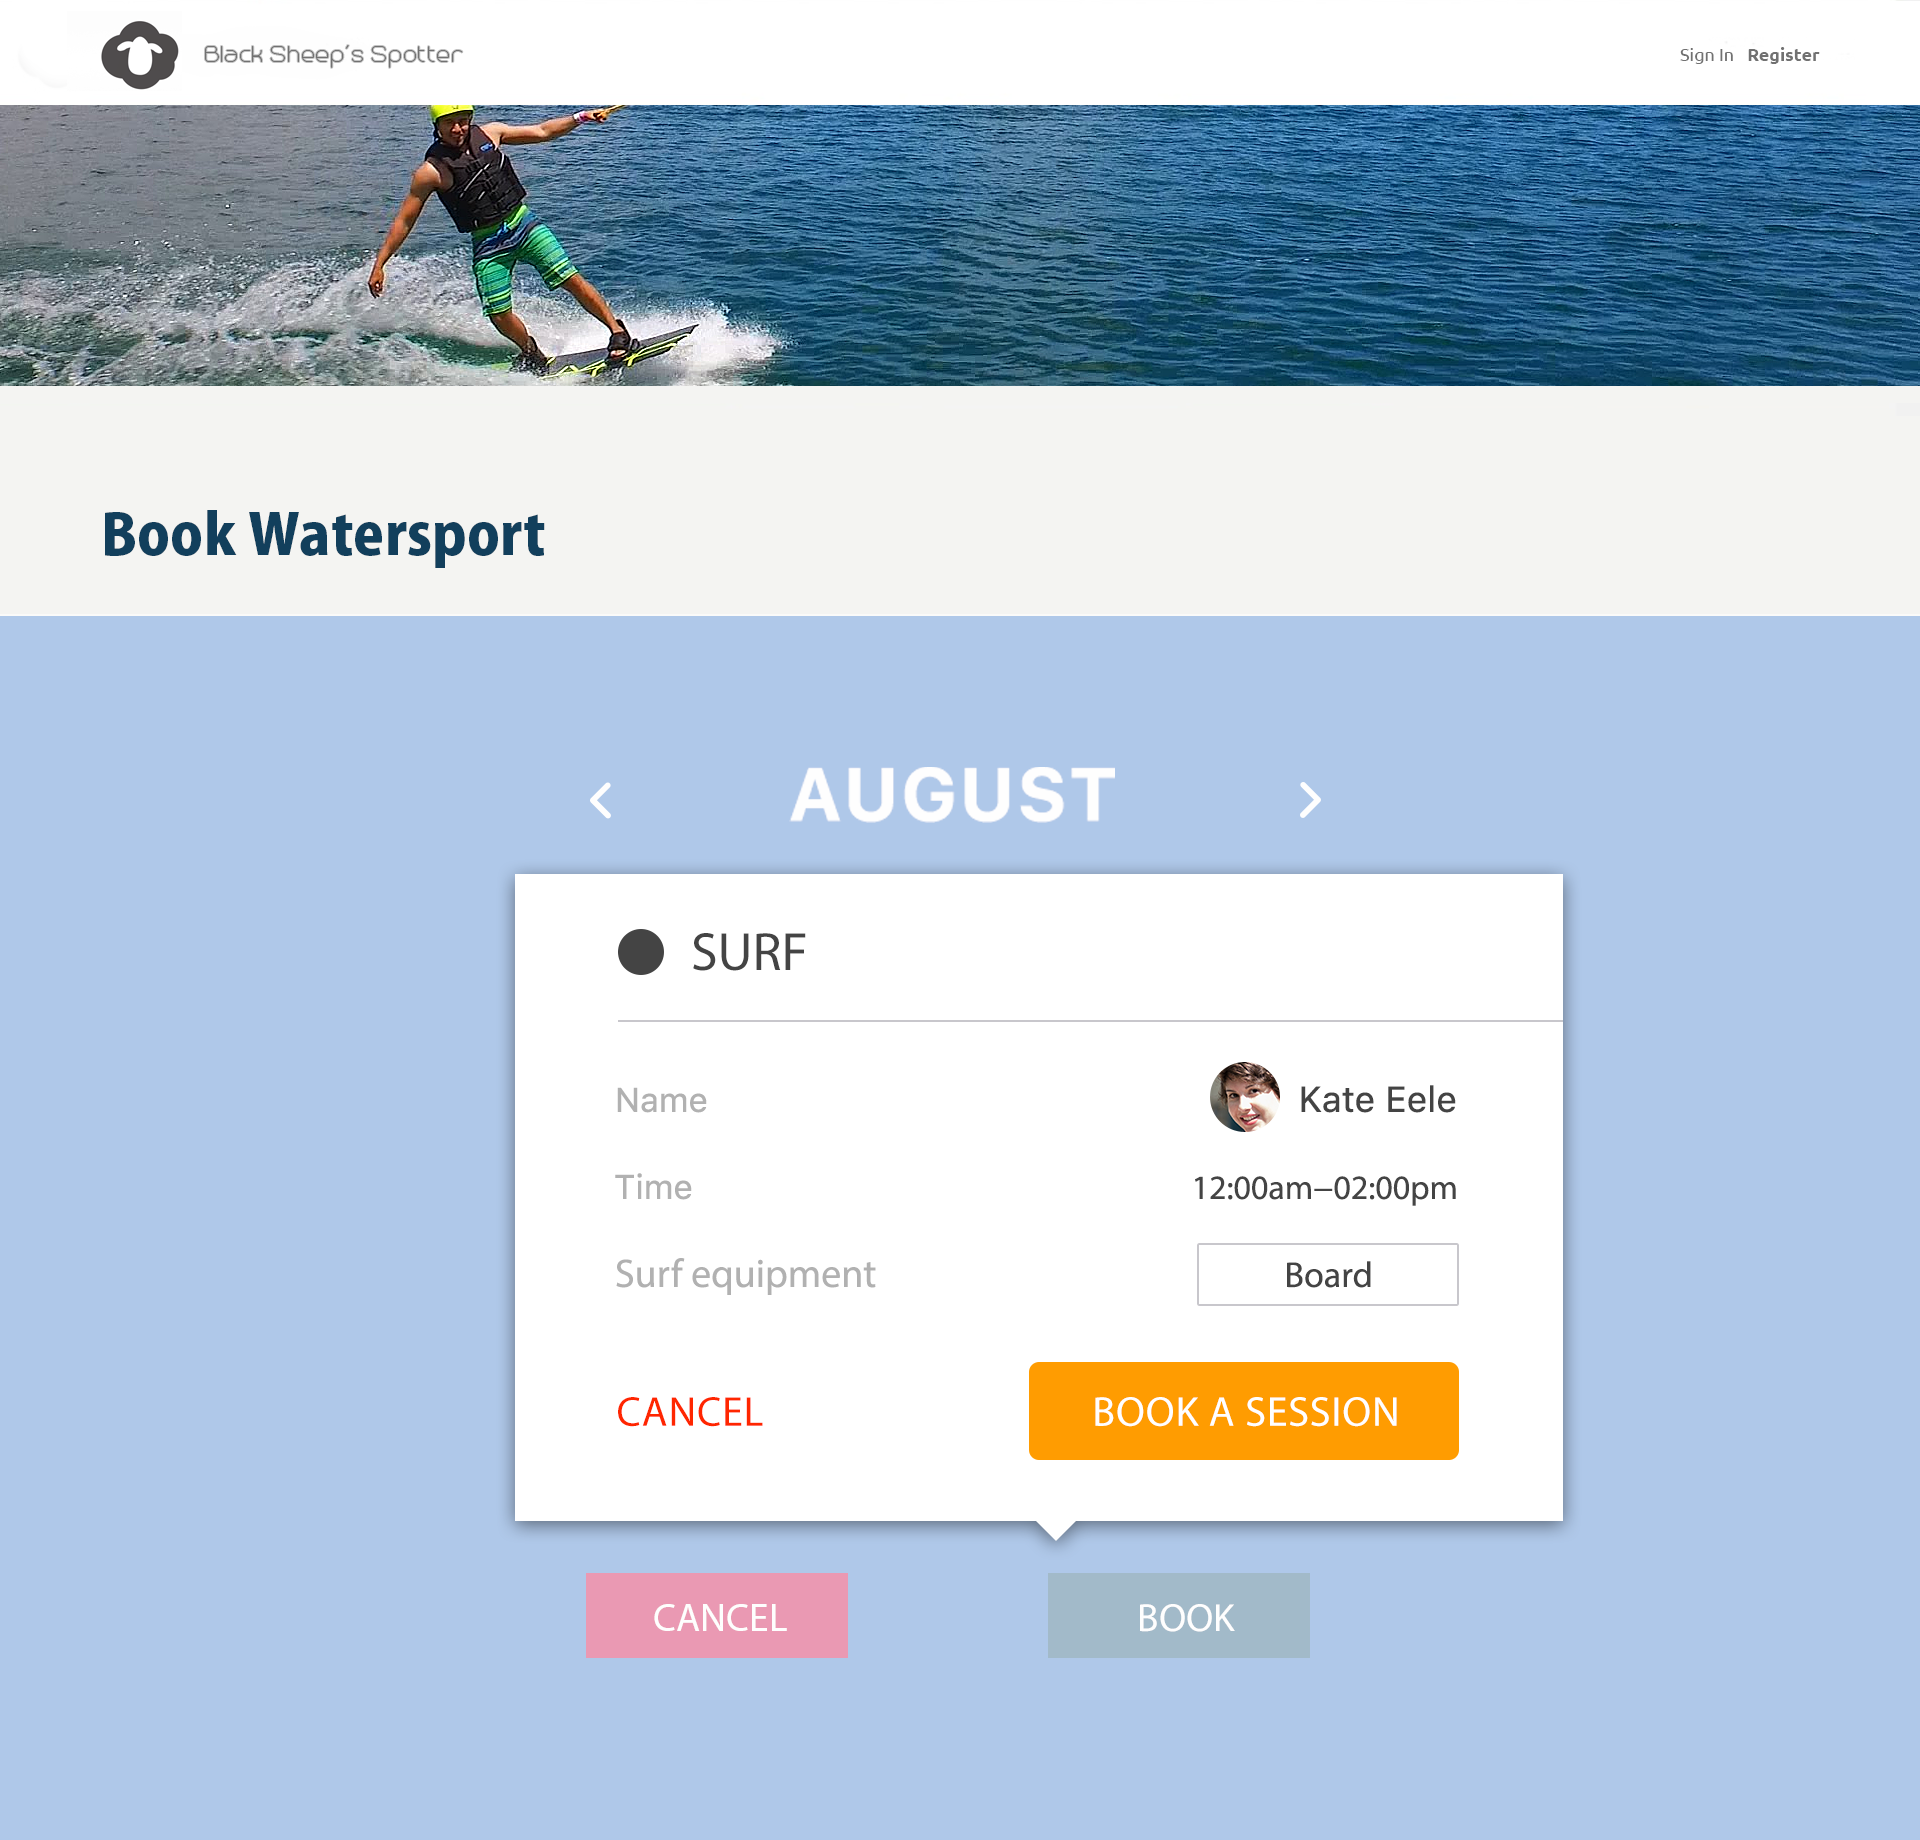 Black Sheep's Spotter
Sign In Register
Book Watersport
AUGUST
SURF
Name
Kate Eele
Time
12:00am–02:00pm
Surf equipment
Board
CANCEL
BOOK A SESSION
CANCEL
BOOK